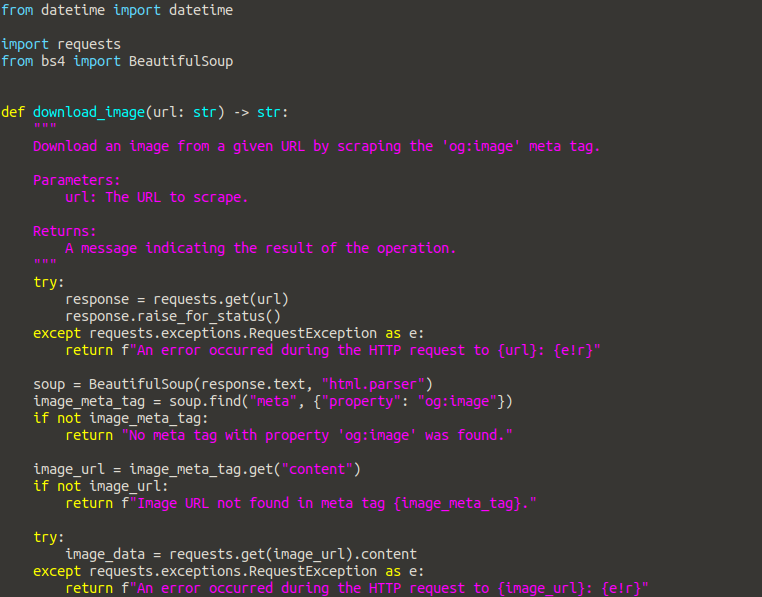 from datetime import datetime

import requests
from bs4 import BeautifulSoup


def download_image(url: str) -> str:
    """
    Download an image from a given URL by scraping the 'og:image' meta tag.

    Parameters:
        url: The URL to scrape.

    Returns:
        A message indicating the result of the operation.
    """
    try:
        response = requests.get(url)
        response.raise_for_status()
    except requests.exceptions.RequestException as e:
        return f"An error occurred during the HTTP request to {url}: {e!r}"

    soup = BeautifulSoup(response.text, "html.parser")
    image_meta_tag = soup.find("meta", {"property": "og:image"})
    if not image_meta_tag:
        return "No meta tag with property 'og:image' was found."

    image_url = image_meta_tag.get("content")
    if not image_url:
        return f"Image URL not found in meta tag {image_meta_tag}."

    try:
        image_data = requests.get(image_url).content
    except requests.exceptions.RequestException as e:
        return f"An error occurred during the HTTP request to {image_url}: {e!r}"